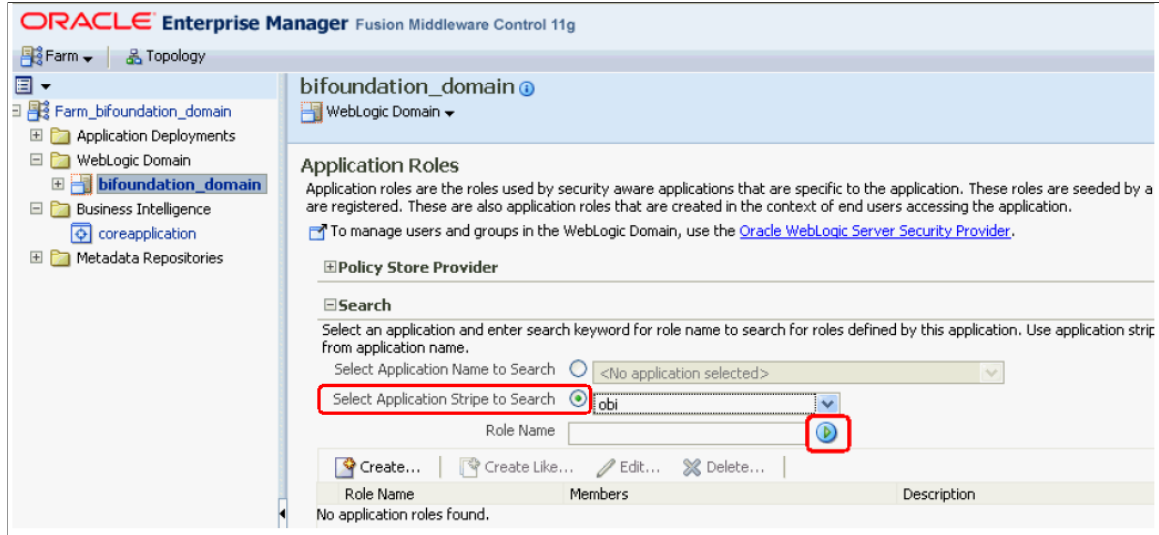 ORACLE Enterprise Manager Fusion Middleware Control 11g
Farm Topology
bifoundation_domain
WebLogic Domain
Farm_bifoundation_domain
Application Deployments
WebLogic Domain
bifoundation_domain
Business Intelligence
coreapplication
Metadata Repositories
Application Roles
Application roles are the roles used by security aware applications that are specific to the application. These roles are seeded by a
are registered. These are also application roles that are created in the context of end users accessing the application.
To manage users and groups in the WebLogic Domain, use the Oracle WebLogic Server Security Provider.
Policy Store Provider
Search
Select an application and enter search keyword for role name to search for roles defined by this application. Use application strip
from application name.
Select Application Name to Search <No application selected>
Select Application Stripe to Search obi
Role Name
Create... Create Like... Edit... Delete...
Role Name Members Description
No application roles found.